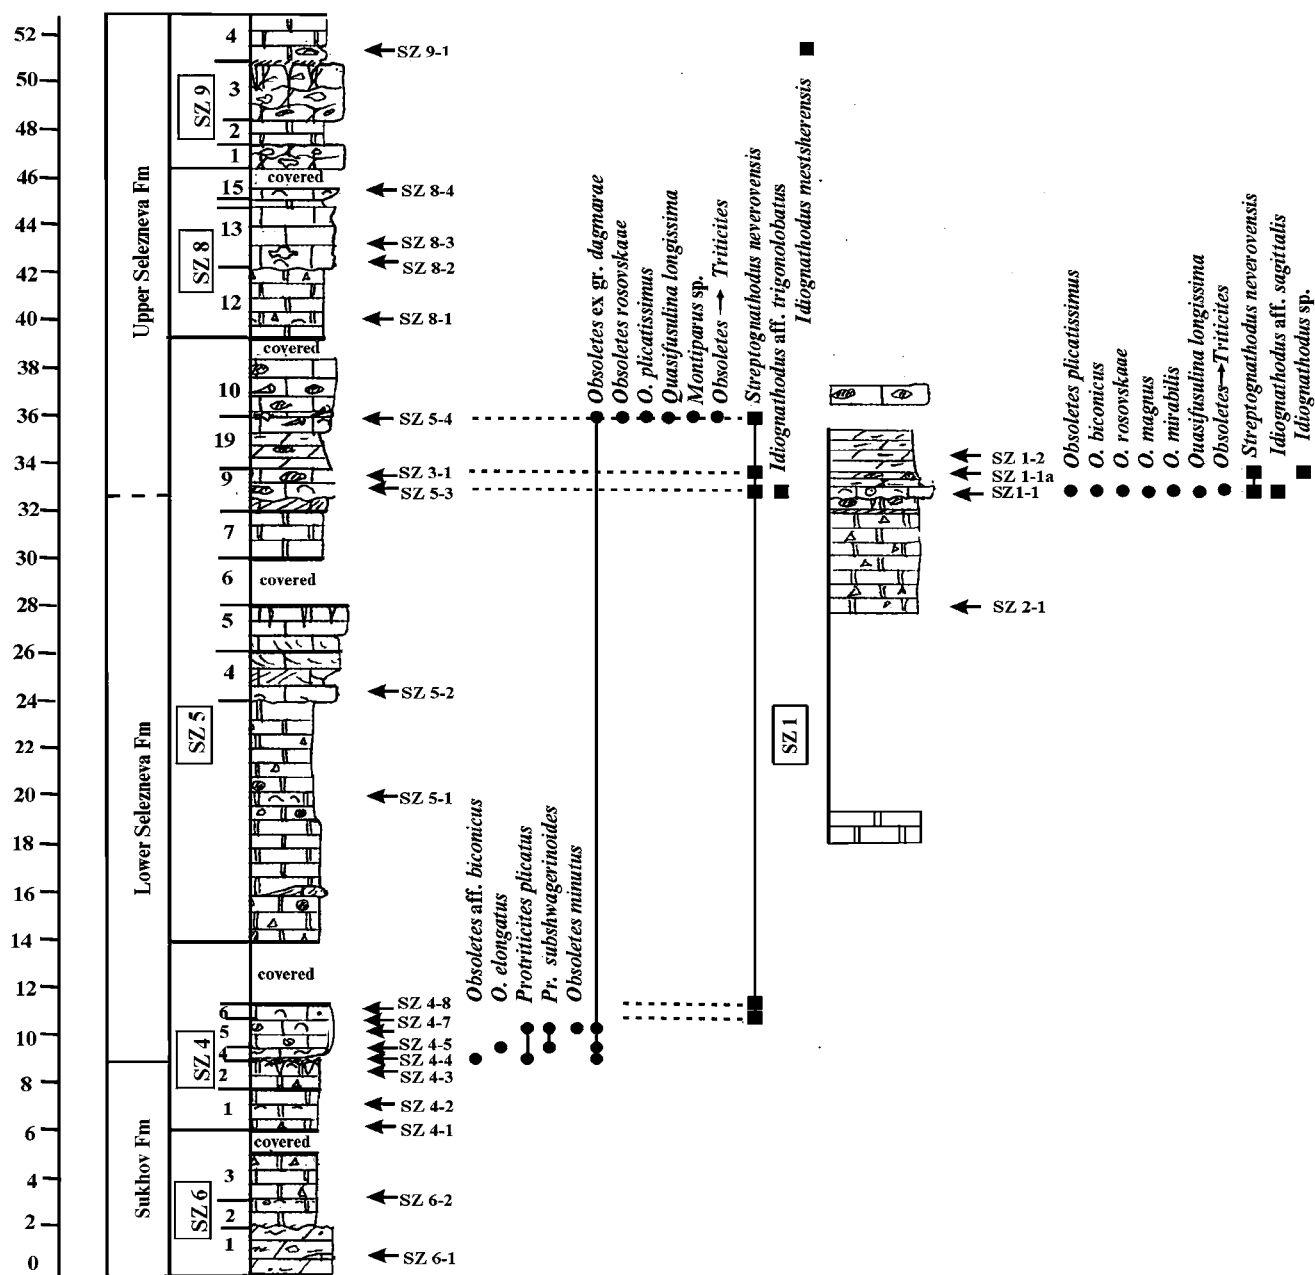 52
50
48
46
44
42
40
38
36
34
32
30
28
26
24
22
20
18
16
14
12
10
8
6
4
2
0
Upper Selezneva Fm
Lower Selezneva Fm
Sukhov Fm
SZ 9
SZ 8
SZ 5
SZ 4
SZ 6
4
3
2
1
covered
15
13
12
covered
10
19
9
7
6
covered
5
4
covered
6
5
4
2
1
covered
3
2
1
SZ 9-1
SZ 8-4
SZ 8-3
SZ 8-2
SZ 8-1
SZ 5-4
SZ 3-1
SZ 5-3
SZ 5-2
SZ 5-1
SZ 4-8
SZ 4-7
SZ 4-5
SZ 4-4
SZ 4-3
SZ 4-2
SZ 4-1
SZ 6-2
SZ 6-1
Obsoletes aff. biconicus
O. elongatus
Protriticites plicatus
Pr. subshwagerinoides
Obsoletes minutus
Obsoletes ex gr. dagmarae
Obsoletes rosovskaae
O. plicatissimus
Quasifusulina longissima
Montiparus sp.
Obsoletes → Triticites
Streptognathodus neverovensis
Idiognathodus aff. trigonolobatus
Idiognathodus mestsherensis
SZ 1
SZ 1-2
SZ 1-1a
SZ1-1
SZ 2-1
Obsoletes plicatissimus
O. biconicus
O. rosovskaae
O. magnus
O. mirabilis
Quasifusulina longissima
Obsoletes→Triticites
Streptognathodus neverovensis
Idiognathodus aff. sagittalis
Idiognathodus sp.